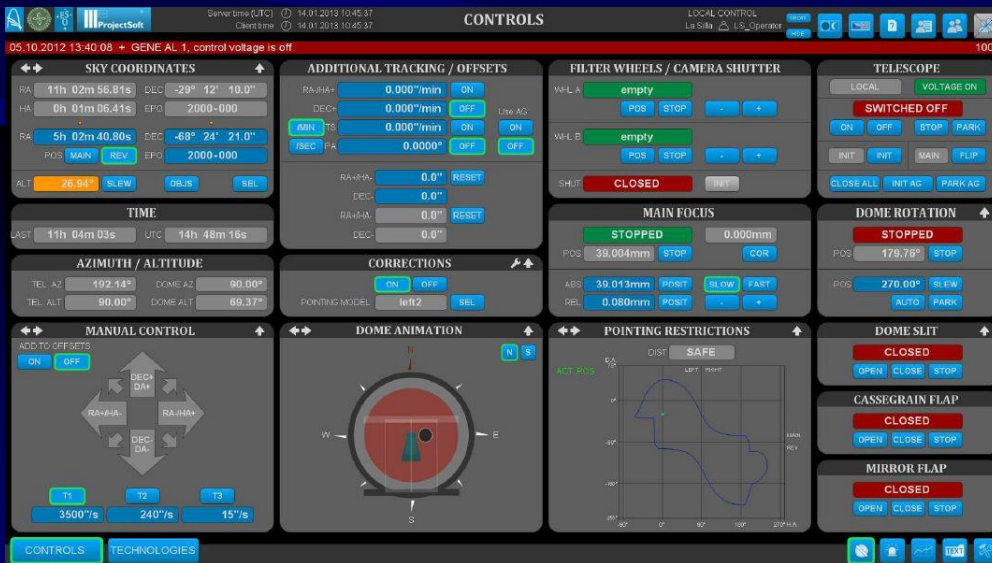 ProjectSoft
Server time (UTC) 14.01.2013 10:45:37
Client time 14.01.2013 10:45:37
CONTROLS
LOCAL CONTROL
La Silla LS_Operator
HIDE
05.10.2012 13:40:08 + GENE AL 1, control voltage is off
100
SKY COORDINATES
RA 11h 02m 56.81s DEC -29° 12' 10.0"
HA 0h 01m 06.41s EPO 2000-000
RA 5h 02m 40.80s DEC -68° 24' 21.0"
POS MAIN REV EPO 2000-000
ALT 26.94° SLEW OBJS SEL
TIME
LAST 11h 04m 03s UTC 14h 48m 16s
AZIMUTH / ALTITUDE
TEL. AZ 192.14° DOME AZ 90.00°
TEL. ALT 90.00° DOME ALT 69.37°
MANUAL CONTROL
ADD TO OFFSETS
ON OFF
DEC+
DA+
RA+/HA- RA-/HA+
DEC-
DA-
T1 T2 T3
3500"/s 240"/s 15"/s
ADDITIONAL TRACKING / OFFSETS
RA-/HA+ 0.000"/min ON
DEC+ 0.000"/min OFF Use AG
/MIN TS 0.000"/min ON ON
/SEC PA 0.0000° OFF OFF
RA+/HA- 0.0" RESET
DEC- 0.0"
RA+/HA- 0.0" RESET
DEC- 0.0"
CORRECTIONS
ON OFF
POINTING MODEL left2 SEL
DOME ANIMATION
N S
N
W E
S
FILTER WHEELS / CAMERA SHUTTER
WHL A empty
POS STOP - +
WHL B empty
POS STOP - +
SHUT CLOSED INIT
MAIN FOCUS
STOPPED 0.000mm
POS 39.004mm STOP COR
ABS 39.013mm POSIT SLOW FAST
REL 0.080mm POSIT - +
POINTING RESTRICTIONS
DIST SAFE
ACT. POS
D.A.
LEFT RIGHT
0°
-90°
MAIN
REV
-180°
-90° 0° 90° 180° 270° H.A.
TELESCOPE
LOCAL VOLTAGE ON
SWITCHED OFF
ON OFF STOP PARK
INIT INIT MAIN FLIP
CLOSE ALL INIT AG PARK AG
DOME ROTATION
STOPPED
POS 179.76° STOP
POS 270.00° SLEW
AUTO PARK
DOME SLIT
CLOSED
OPEN CLOSE STOP
CASSEGRAIN FLAP
CLOSED
OPEN CLOSE STOP
MIRROR FLAP
CLOSED
OPEN CLOSE STOP
CONTROLS TECHNOLOGIES
TEXT